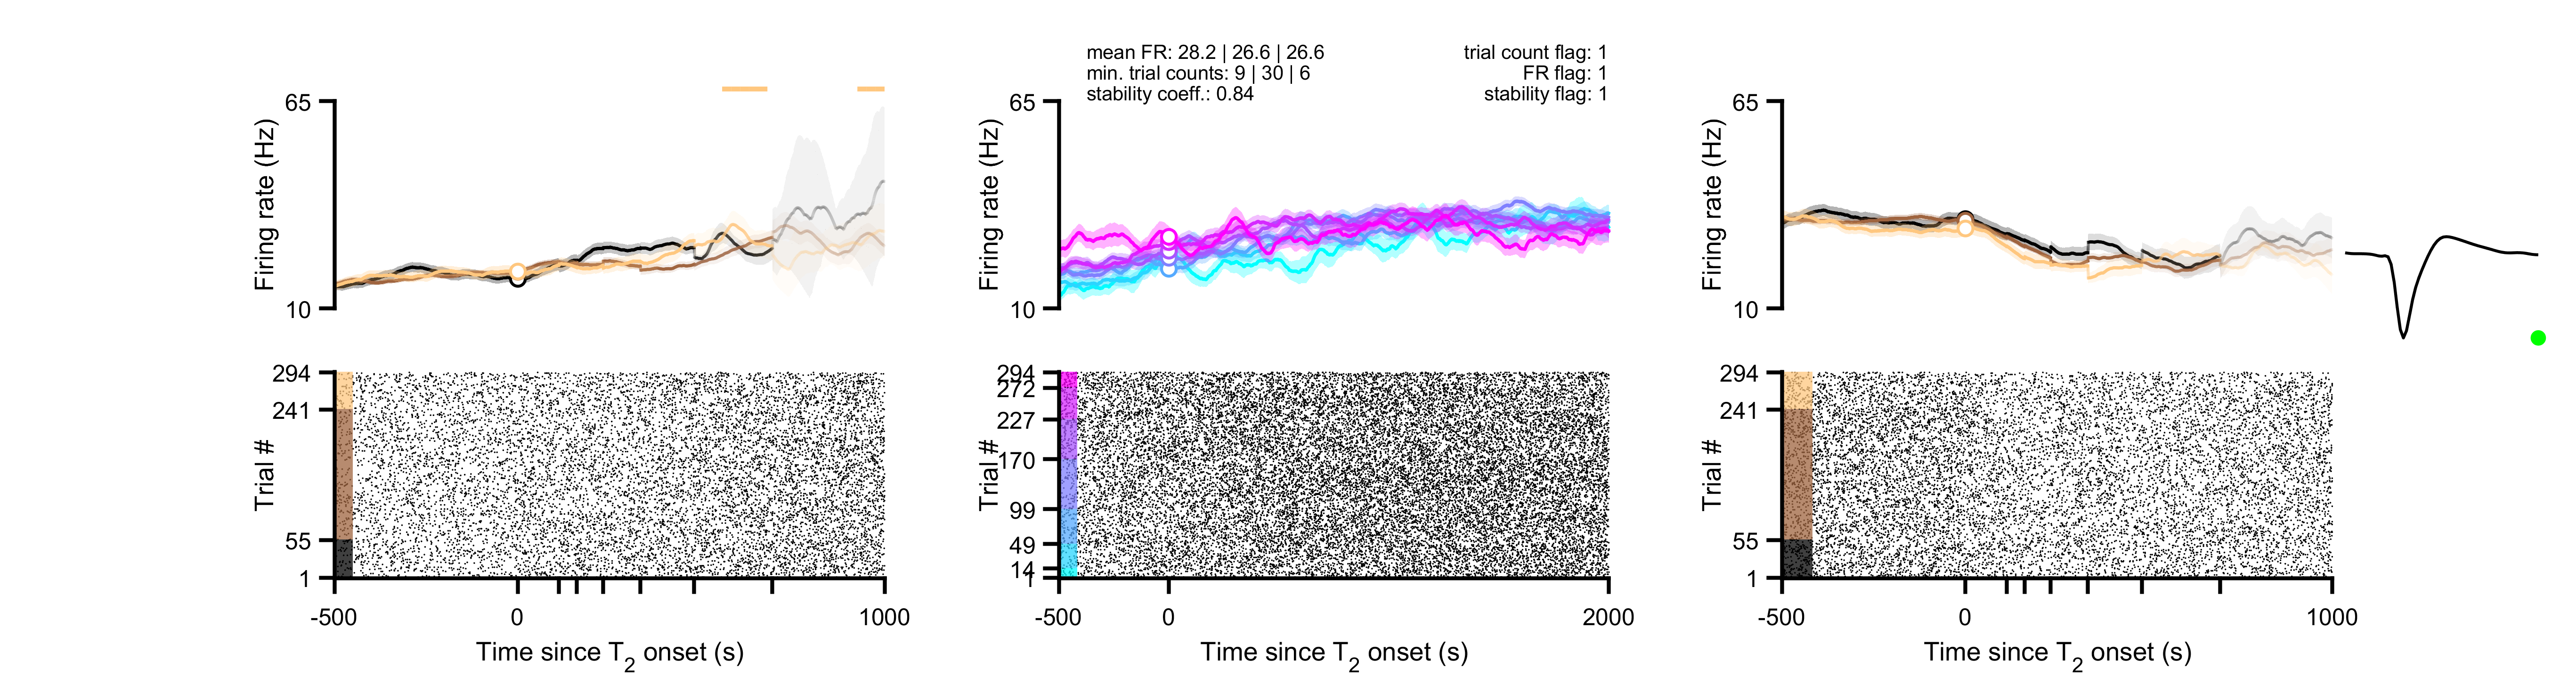 mean FR: 28.2 | 26.6 | 26.6
min. trial counts: 9 | 30 | 6
stability coeff.: 0.84
trial count flag: 1
FR flag: 1
stability flag: 1
65
Firing rate (Hz)
10
294
241
Trial #
55
1
-500
0
1000
Time since T2 onset (s)
65
Firing rate (Hz)
10
294
272
227
Trial #
170
99
49
14
1
-500
0
2000
Time since T2 onset (s)
65
Firing rate (Hz)
10
294
241
Trial #
55
1
-500
0
1000
Time since T2 onset (s)